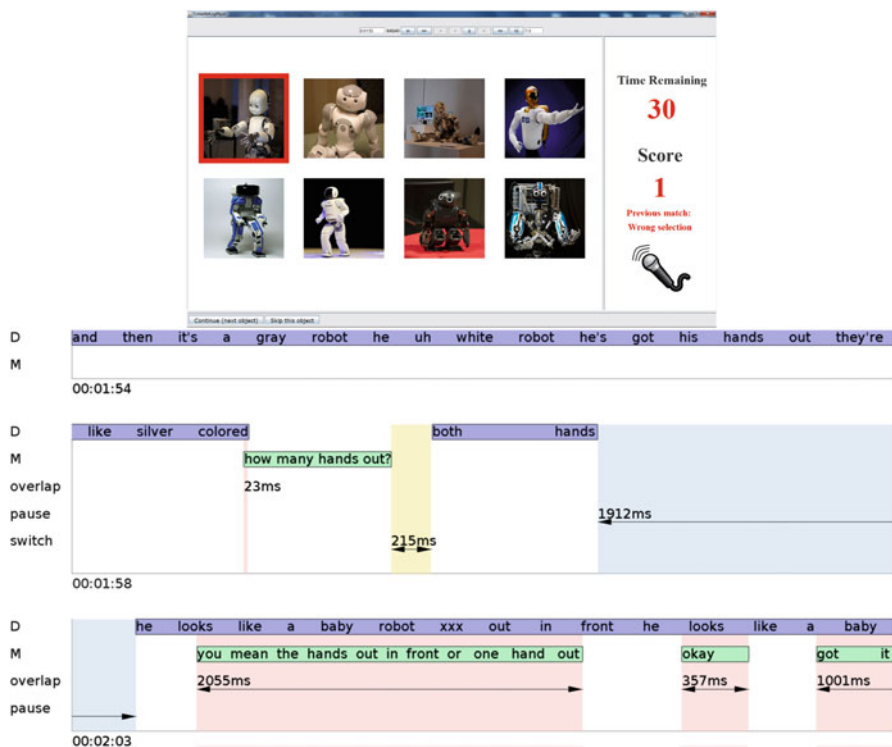 Time Remaining
30
Score
1
Previous match:
Wrong selection
Continue (next object) Skip this object
D and then it's a gray robot he uh white robot he's got his hands out they're
M
00:01:54
D like silver colored both hands
M how many hands out?
overlap 23ms
pause 1912ms
switch 215ms
00:01:58
D he looks like a baby robot xxx out in front he looks like a baby
M you mean the hands out in front or one hand out okay got it
overlap 2055ms 357ms 1001ms
pause
00:02:03